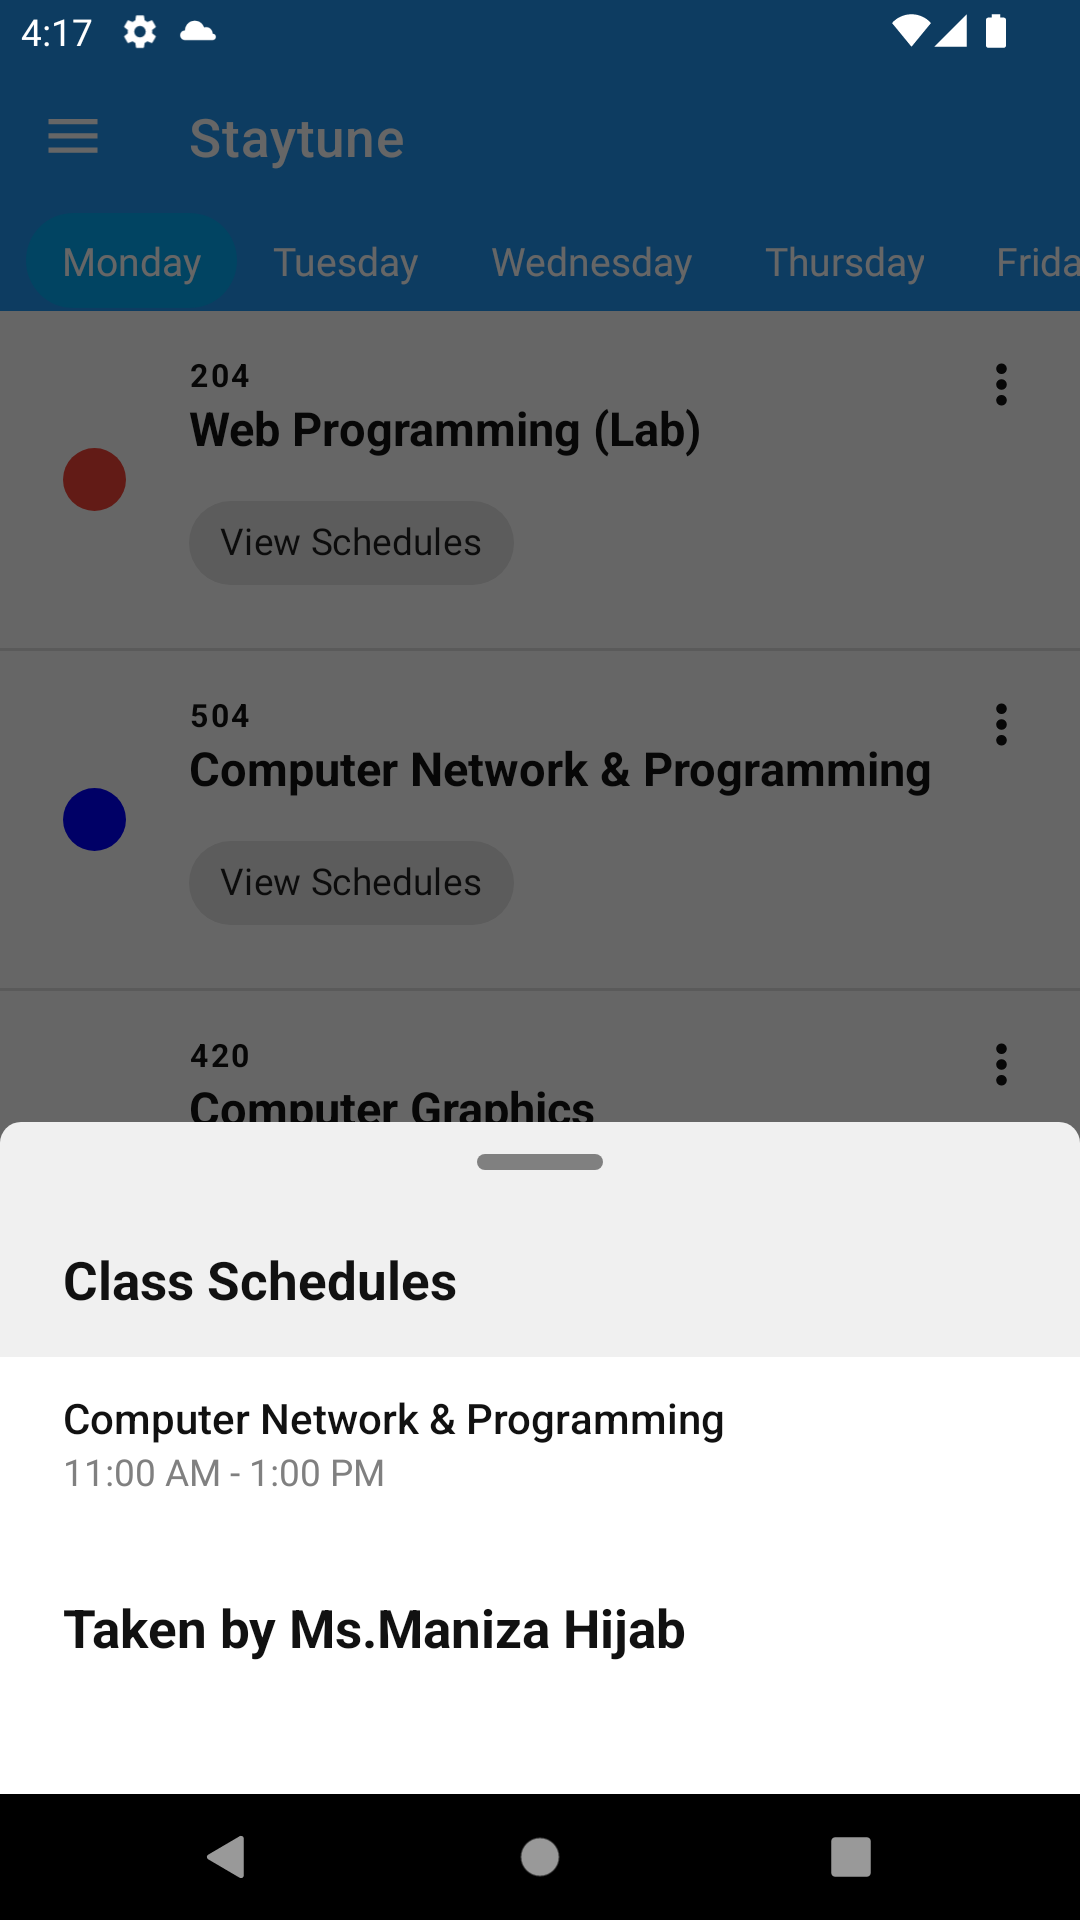 4:17
Staytune
Monday Tuesday Wednesday Thursday Frida
204
Web Programming (Lab)
View Schedules
504
Computer Network & Programming
View Schedules
420
Computer Graphics
Class Schedules
Computer Network & Programming
11:00 AM - 1:00 PM
Taken by Ms.Maniza Hijab